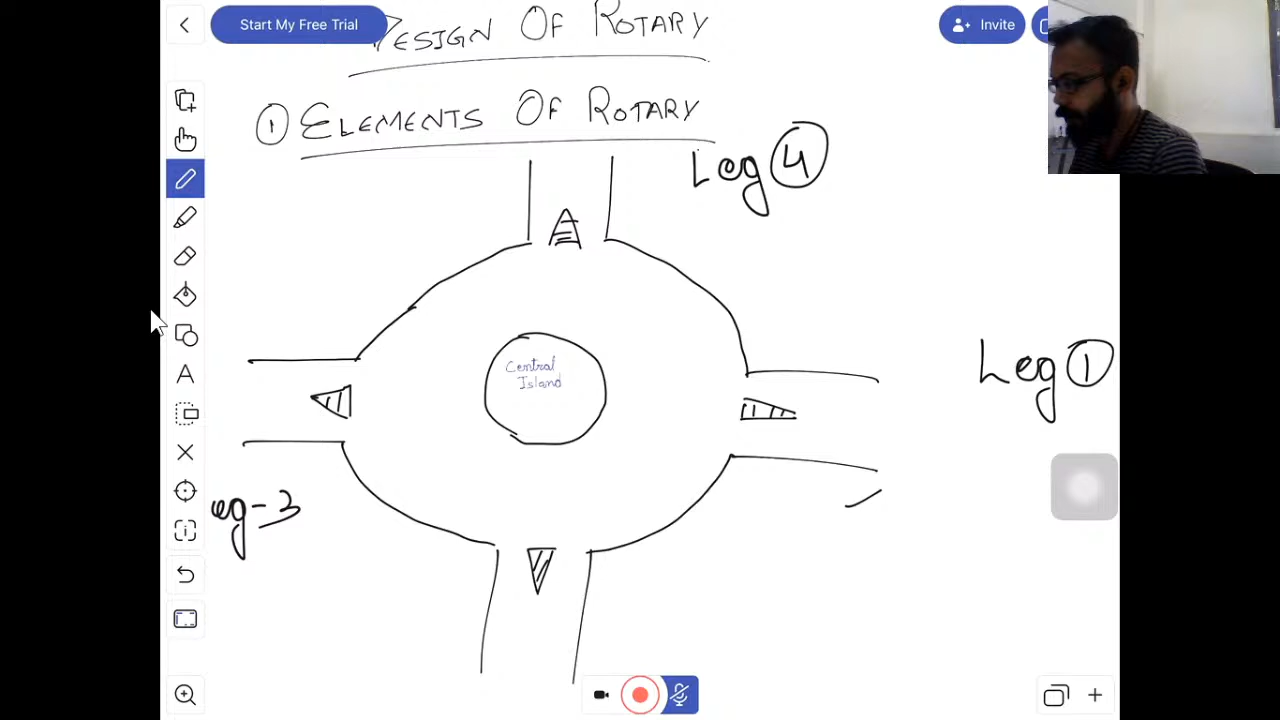 Start My Free Trial
Invite
DESIGN OF ROTARY
① ELEMENTS OF ROTARY
Leg ④
Central
Island
Leg ①
eg-3